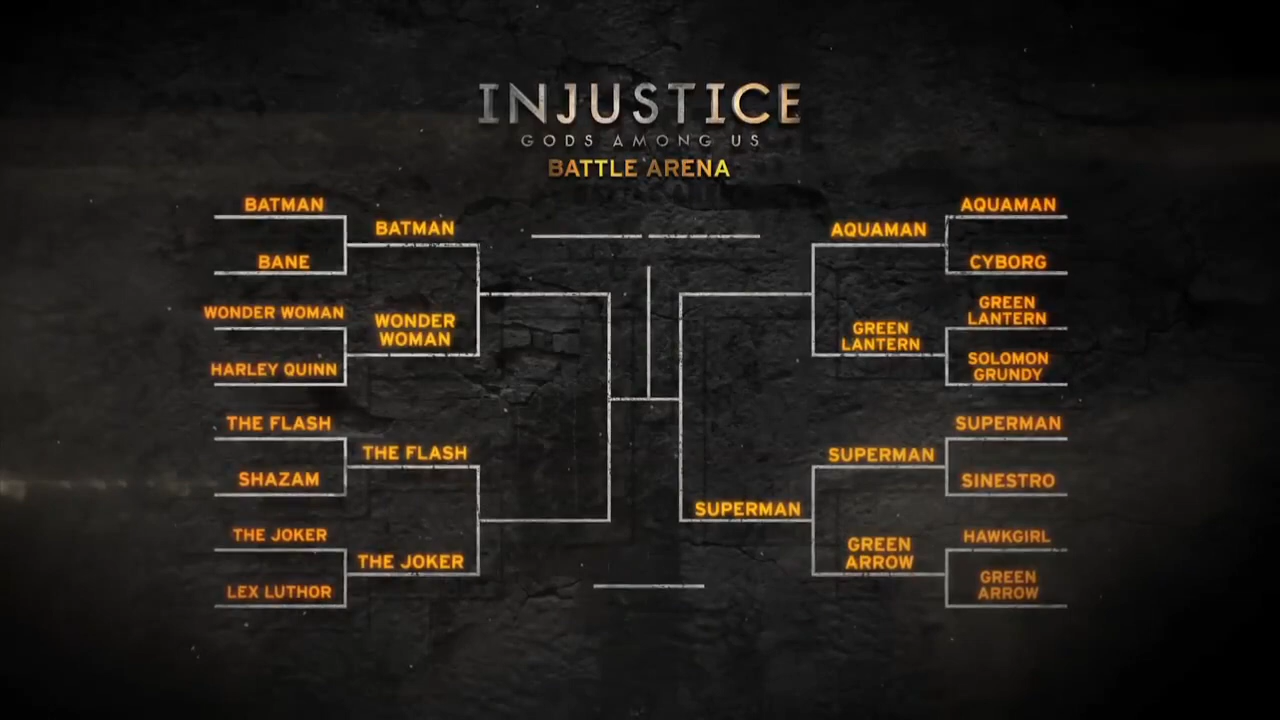 INJUSTICE
GODS AMONG US
BATTLE ARENA
BATMAN
BANE
WONDER WOMAN
HARLEY QUINN
THE FLASH
SHAZAM
THE JOKER
LEX LUTHOR
BATMAN
WONDER
WOMAN
THE FLASH
THE JOKER
SUPERMAN
AQUAMAN
GREEN
LANTERN
SUPERMAN
GREEN
ARROW
AQUAMAN
CYBORG
GREEN
LANTERN
SOLOMON
GRUNDY
SUPERMAN
SINESTRO
HAWKGIRL
GREEN
ARROW